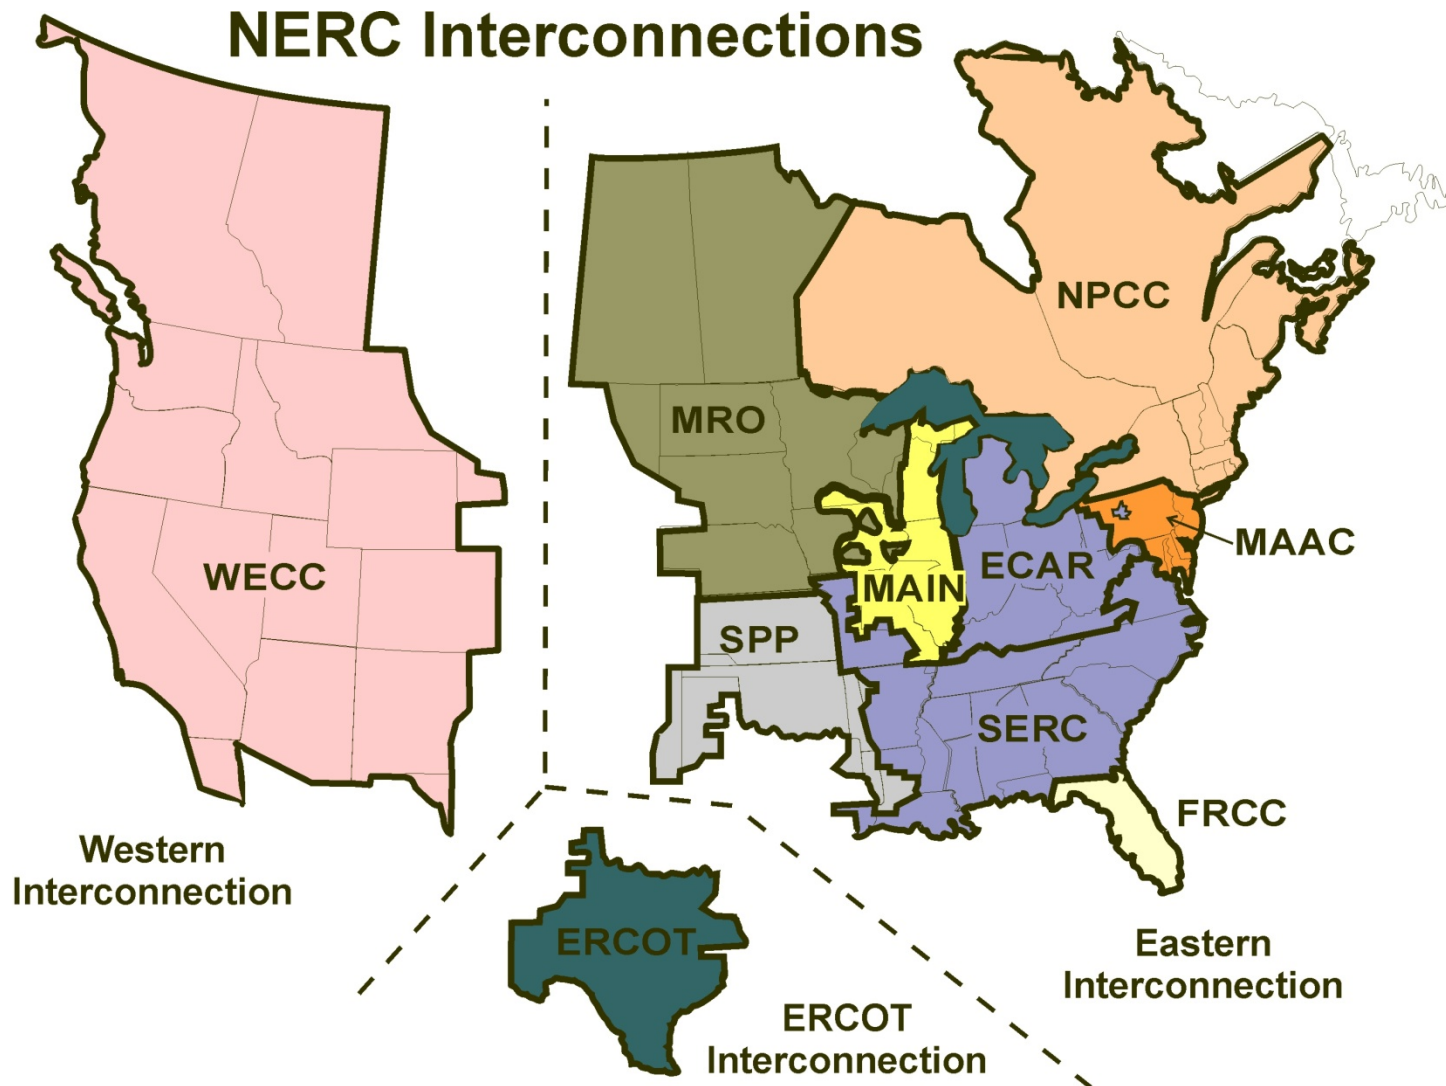 NERC Interconnections
NPCC
MRO
MAAC
ECAR
WECC
MAIN
SPP
SERC
FRCC
Western
Interconnection
ERCOT
Eastern
Interconnection
ERCOT
Interconnection